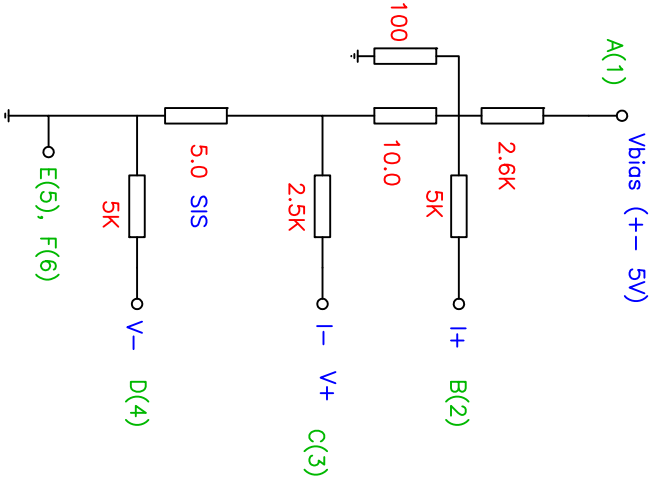 A(1)
Vbias (+− 5V)
2.6K
100
10.0
5K
I+
B(2)
2.5K
I− V+
C(3)
5.0 SIS
5K
V−
D(4)
E(5), F(6)